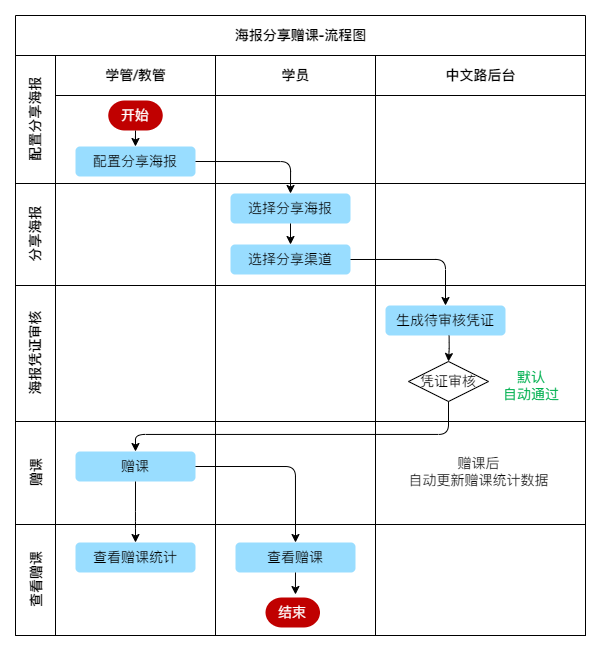 海报分享赠课-流程图
学管/教管
学员
中文路后台
配置分享海报
开始
配置分享海报
分享海报
选择分享海报
选择分享渠道
海报凭证审核
生成待审核凭证
凭证审核
默认
自动通过
赠课
赠课
赠课后
自动更新赠课统计数据
查看赠课
查看赠课统计
查看赠课
结束